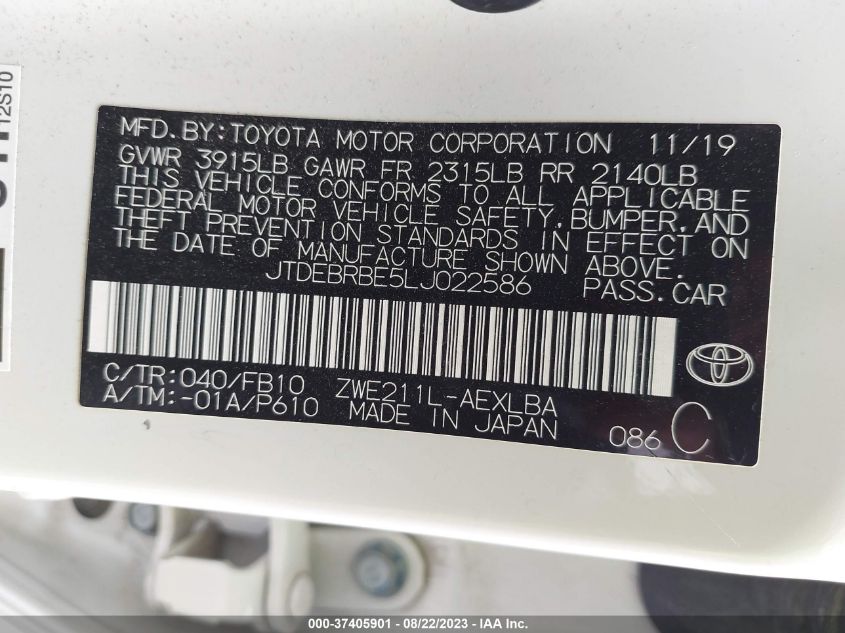 MFD.BY:TOYOTA MOTOR CORPORATION 11/19
GVWR 3915LB GAWR FR 2315LB RR 2140LB
THIS VEHICLE CONFORMS TO ALL APPLICABLE
FEDERAL MOTOR VEHICLE SAFETY,BUMPER,AND
THEFT PREVENTION STANDARDS IN EFFECT ON
THE DATE OF MANUFACTURE SHOWN ABOVE.
JTDEBRBE5LJ022586 PASS.CAR
C/TR:040/FB10 ZWE211L-AEXLBA
A/TM:-01A/P610 MADE IN JAPAN
086 C
12S10
000-37405901 - 08/22/2023 - IAA Inc.